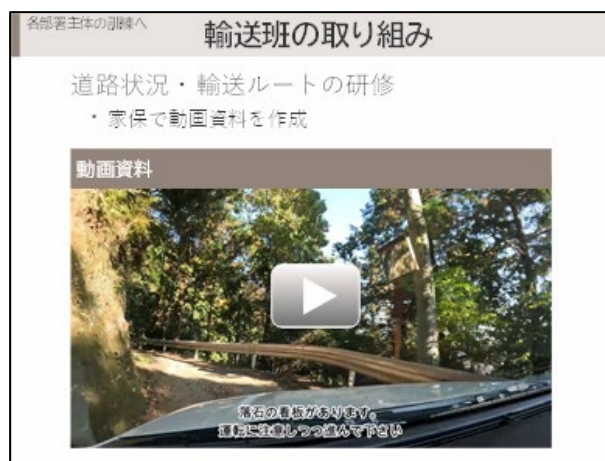 各部署主体の訓練へ
輸送班の取り組み
道路状況・輸送ルートの研修
・家保で動画資料を作成
動画資料
落石の看板があります。
運転に注意しつつ進んで下さい